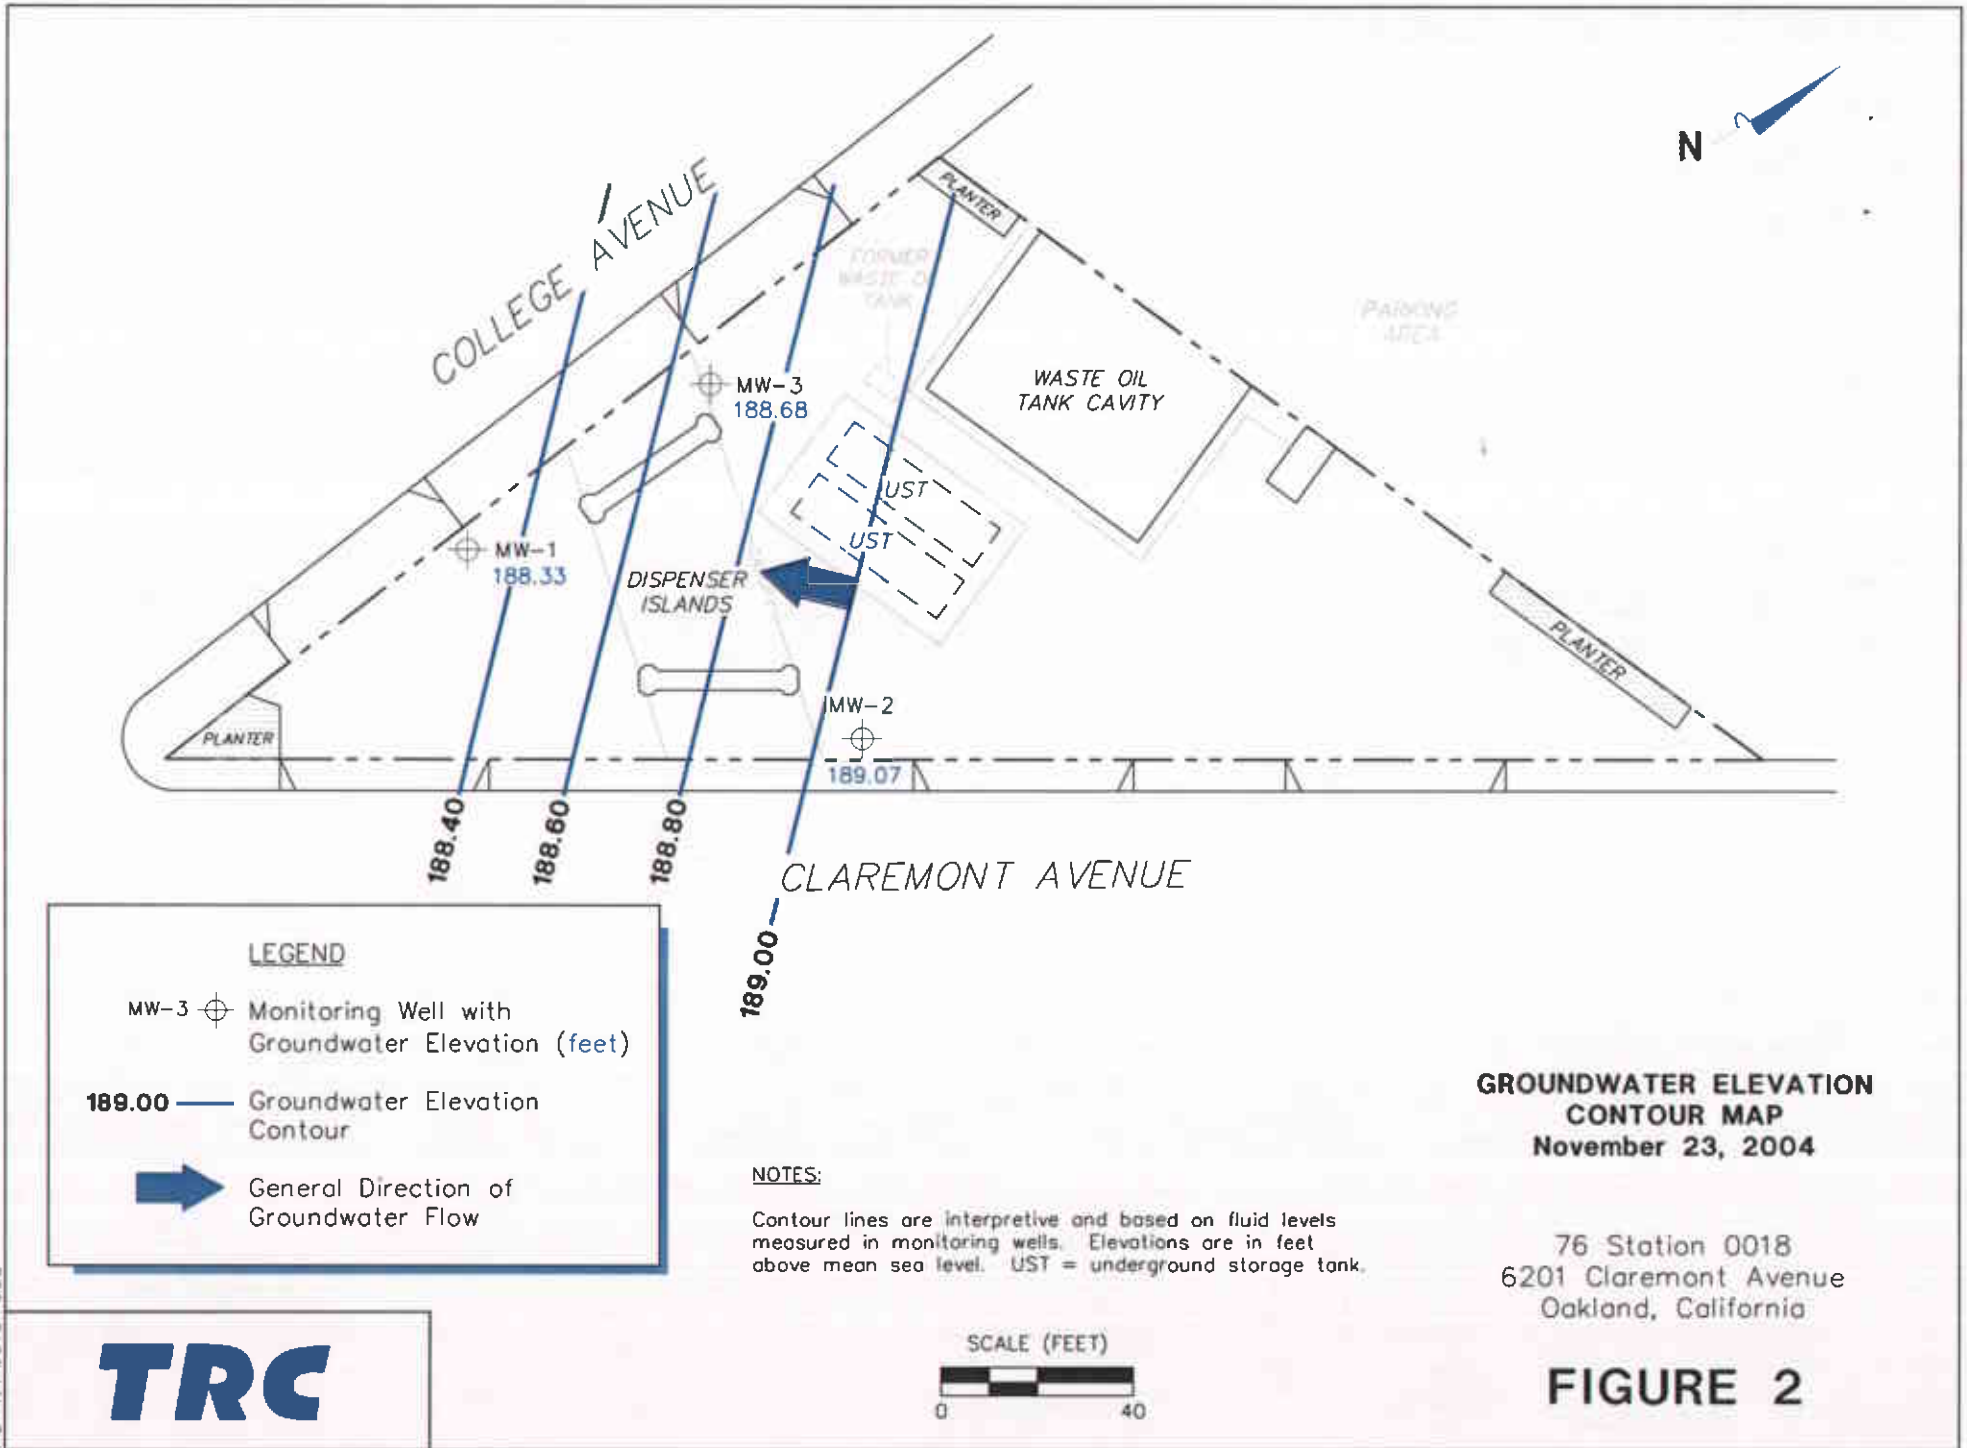 COLLEGE AVENUE
N
PLANTER
FORMER
WASTE O
TANK
PARKING
AREA
WASTE OIL
TANK CAVITY
MW-3
188.68
UST
UST
MW-1
188.33
DISPENSER
ISLANDS
PLANTER
MW-2
189.07
PLANTER
188.40
188.60
188.80
189.00
CLAREMONT AVENUE
LEGEND
MW-3 Monitoring Well with
Groundwater Elevation (feet)
189.00 Groundwater Elevation
Contour
General Direction of
Groundwater Flow
NOTES:
Contour lines are interpretive and based on fluid levels
measured in monitoring wells. Elevations are in feet
above mean sea level. UST = underground storage tank.
SCALE (FEET)
0 40
GROUNDWATER ELEVATION
CONTOUR MAP
November 23, 2004
76 Station 0018
6201 Claremont Avenue
Oakland, California
FIGURE 2
TRC